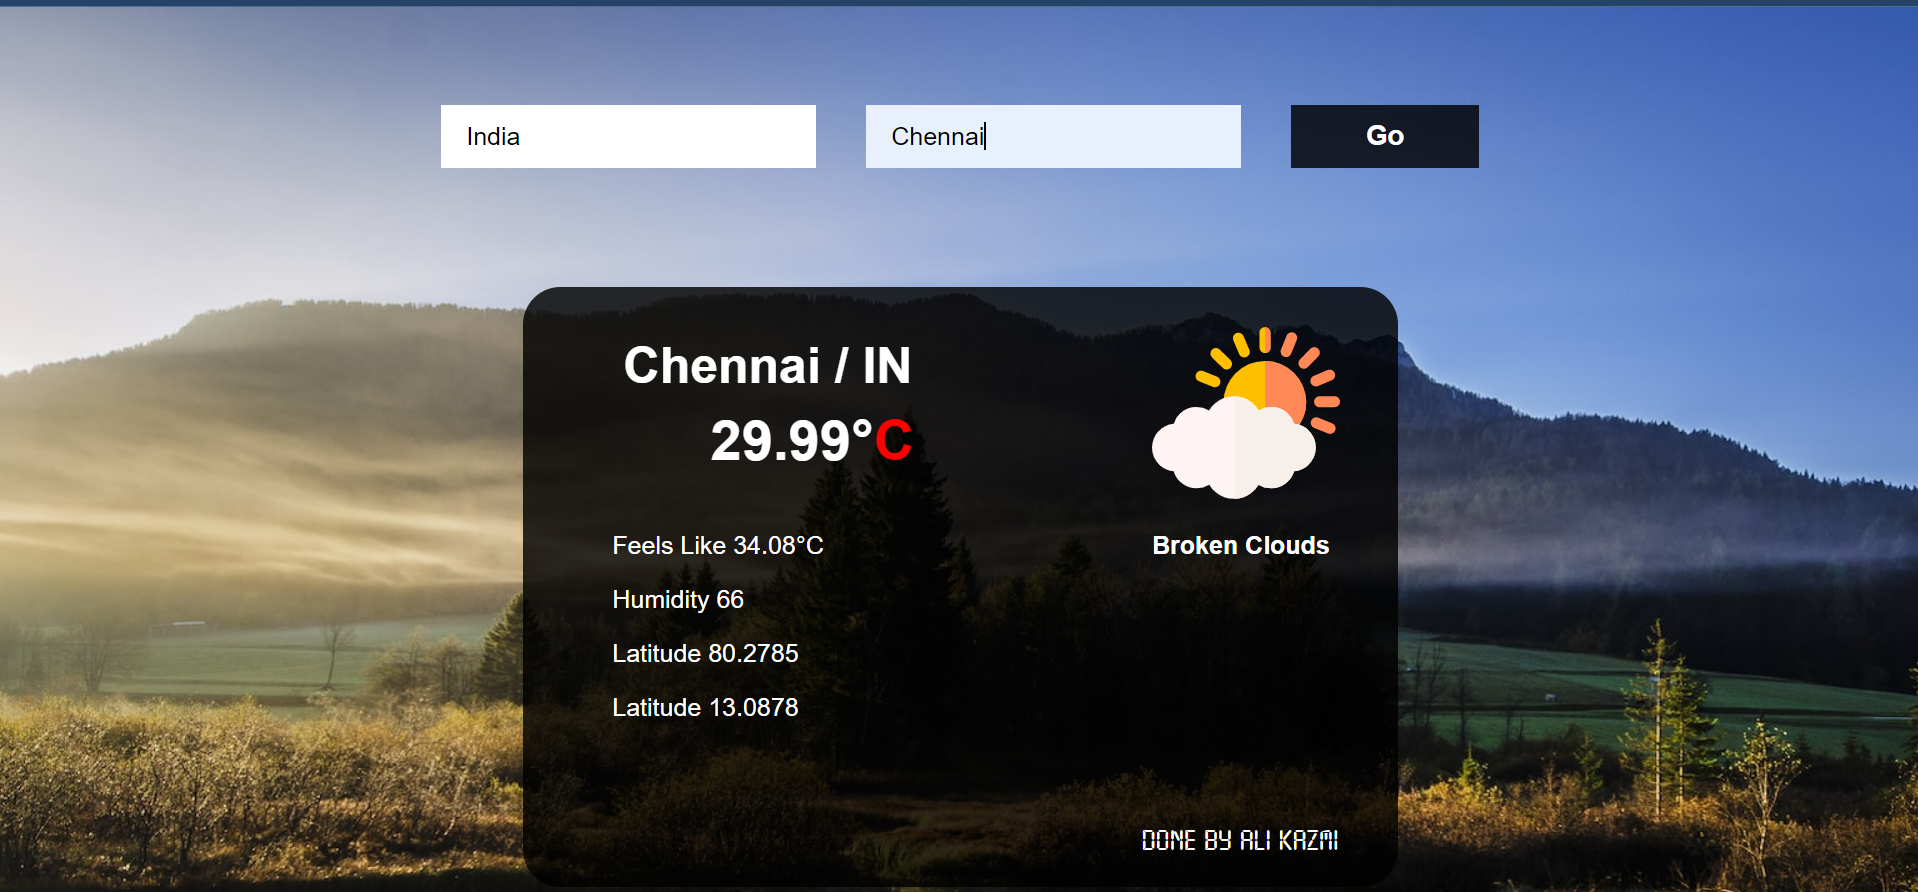 India
Chennai
Go
Chennai / IN
29.99°C
Feels Like 34.08°C
Broken Clouds
Humidity 66
Latitude 80.2785
Latitude 13.0878
DONE BY ALI KAZMI